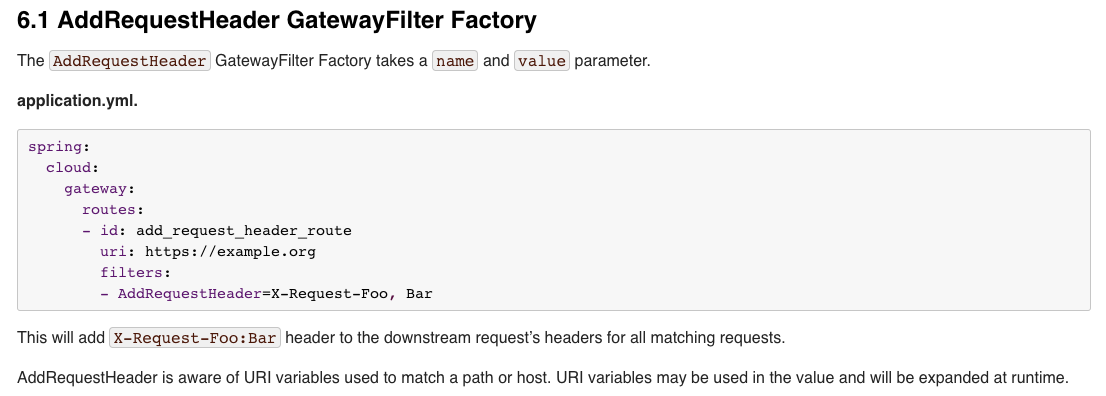 6.1 AddRequestHeader GatewayFilter Factory
The AddRequestHeader GatewayFilter Factory takes a name and value parameter.
application.yml.
spring:
  cloud:
    gateway:
      routes:
      - id: add_request_header_route
        uri: https://example.org
        filters:
        - AddRequestHeader=X-Request-Foo, Bar
This will add X-Request-Foo:Bar header to the downstream request’s headers for all matching requests.
AddRequestHeader is aware of URI variables used to match a path or host. URI variables may be used in the value and will be expanded at runtime.